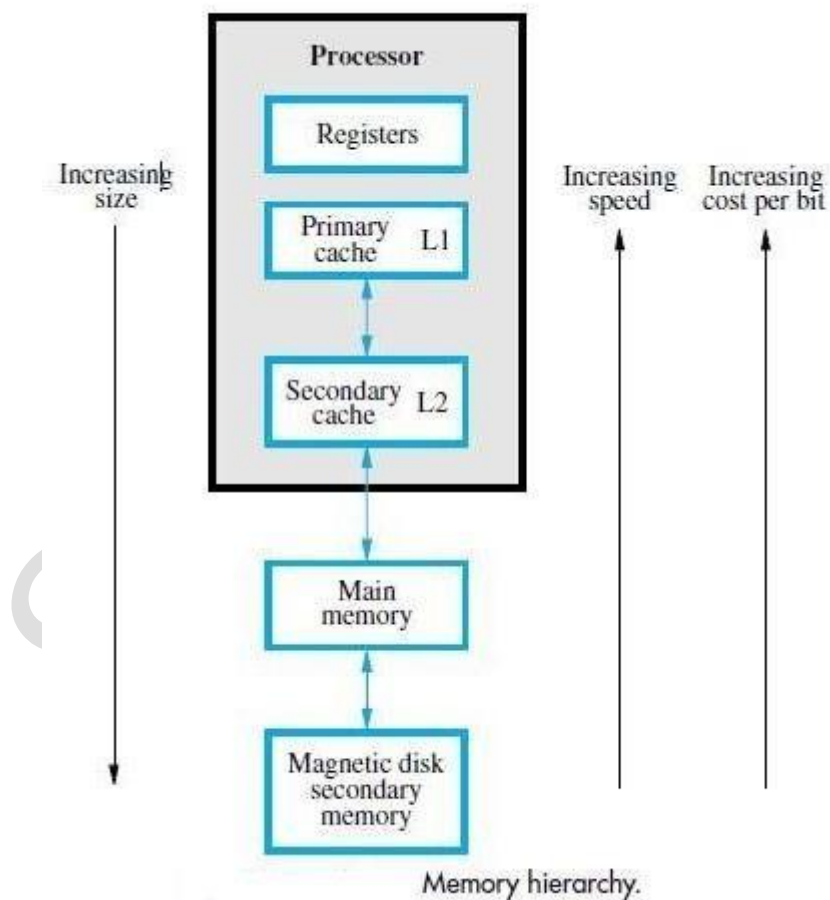 Processor
Registers
Increasing
size
Increasing
speed
Increasing
cost per bit
Primary
cache
L1
Secondary
cache
L2
Main
memory
Magnetic disk
secondary
memory
Memory hierarchy.